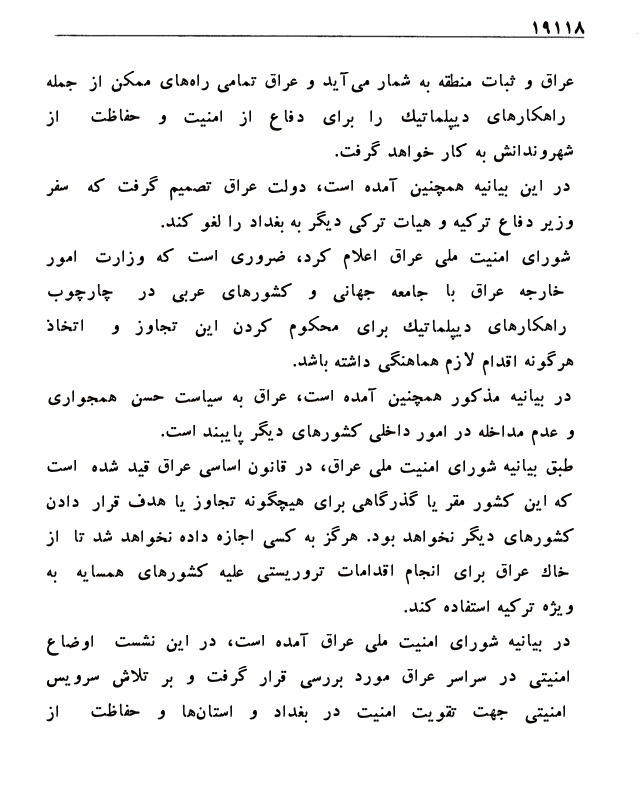 ۱۹۱۱۸
عراق و ثبات منطقه به شمار می‌آید و عراق تمامی راه‌های ممکن از جمله
راهکارهای دیپلماتیك را برای دفاع از امنیت و حفاظت از
شهروندانش به کار خواهد گرفت.
در این بیانیه همچنین آمده است، دولت عراق تصمیم گرفت که سفر
وزیر دفاع ترکیه و هیات ترکی دیگر به بغداد را لغو کند.
شورای امنیت ملی عراق اعلام کرد، ضروری است که وزارت امور
خارجه عراق با جامعه جهانی و کشورهای عربی در چارچوب
راهکارهای دیپلماتیك برای محکوم کردن این تجاوز و اتخاذ
هرگونه اقدام لازم هماهنگی داشته باشد.
در بیانیه مذکور همچنین آمده است، عراق به سیاست حسن همجواری
و عدم مداخله در امور داخلی کشورهای دیگر پایبند است.
طبق بیانیه شورای امنیت ملی عراق، در قانون اساسی عراق قید شده است
که این کشور مقر یا گذرگاهی برای هیچگونه تجاوز یا هدف قرار دادن
کشورهای دیگر نخواهد بود. هرگز به کسی اجازه داده نخواهد شد تا از
خاك عراق برای انجام اقدامات تروریستی علیه کشورهای همسایه به
ویژه ترکیه استفاده کند.
در بیانیه شورای امنیت ملی عراق آمده است، در این نشست اوضاع
امنیتی در سراسر عراق مورد بررسی قرار گرفت و بر تلاش سرویس
امنیتی جهت تقویت امنیت در بغداد و استان‌ها و حفاظت از